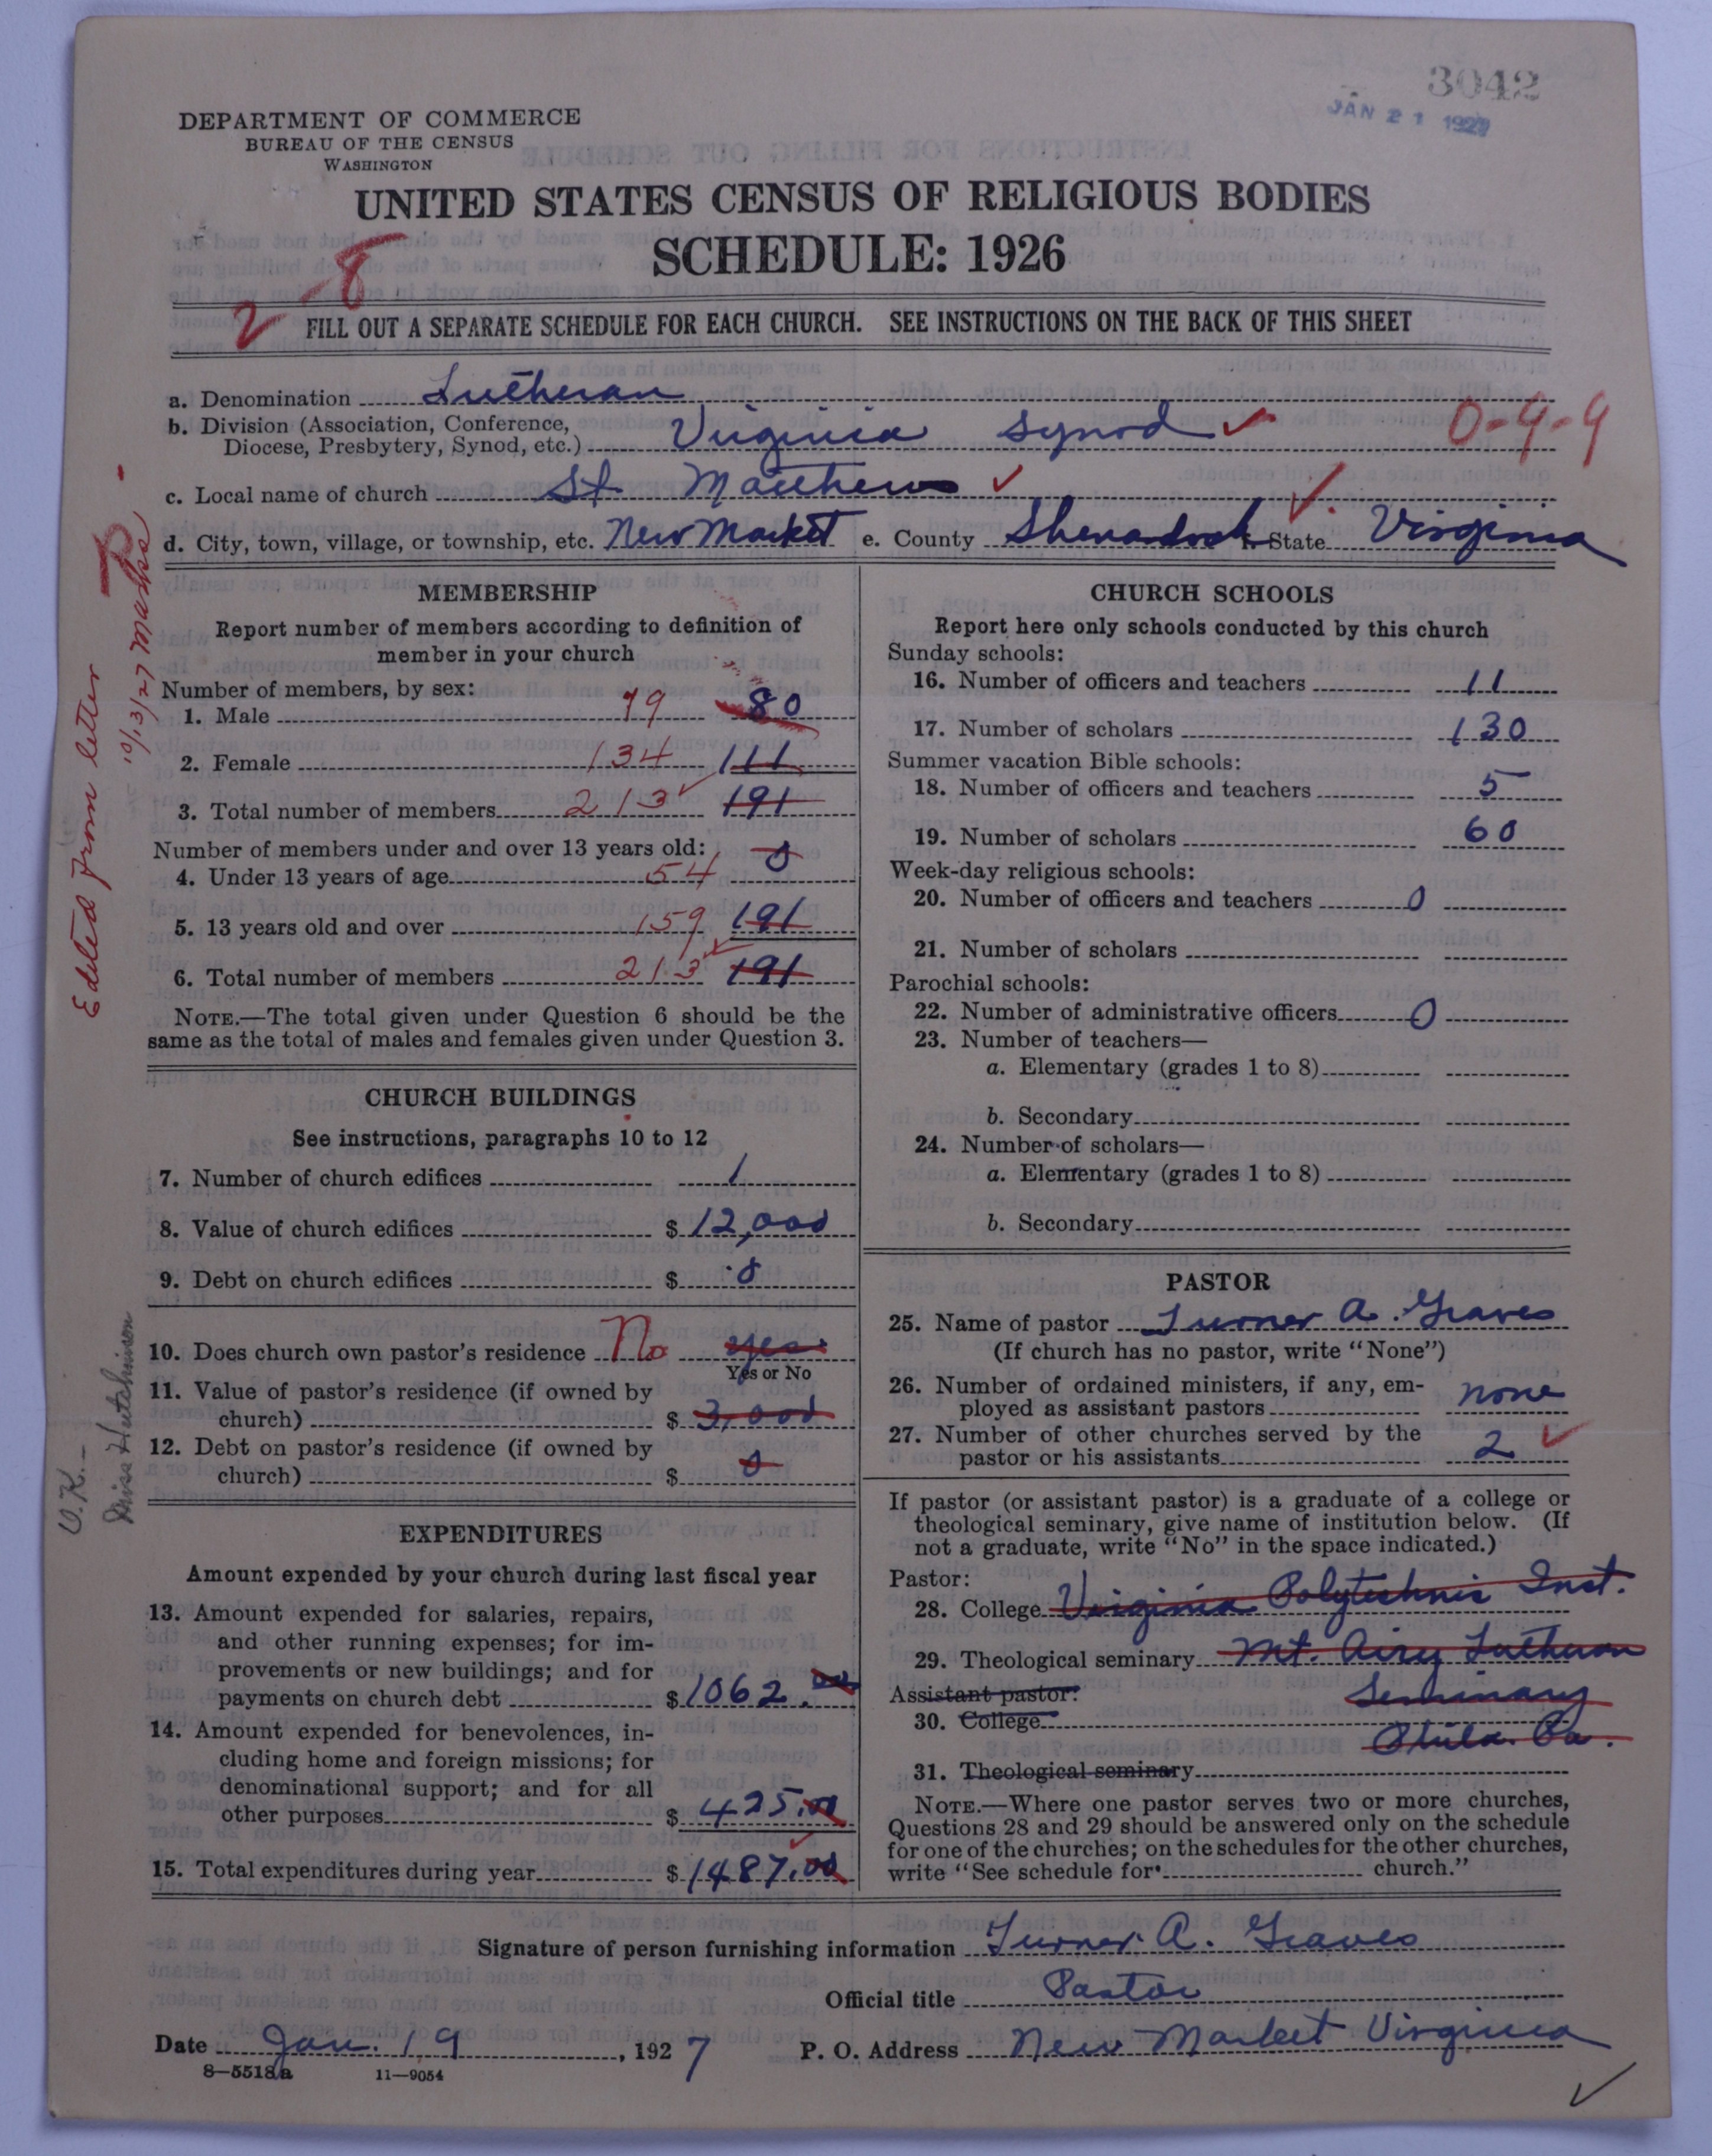 3042
JAN 21 1927
DEPARTMENT OF COMMERCE
BUREAU OF THE CENSUS
WASHINGTON
UNITED STATES CENSUS OF RELIGIOUS BODIES
SCHEDULE: 1926
2-8
FILL OUT A SEPARATE SCHEDULE FOR EACH CHURCH. SEE INSTRUCTIONS ON THE BACK OF THIS SHEET
a. Denomination Lutheran
b. Division (Association, Conference,
Diocese, Presbytery, Synod, etc.) Virginia Synod ✓ 0-9-9
c. Local name of church St Matthews ✓
d. City, town, village, or township, etc. New Market e. County Shenandoah ✓ f. State Virginia
Edited from letter
10/13/27 Marks
O.K.-
Miss Hutchinson
MEMBERSHIP
Report number of members according to definition of
member in your church
Number of members, by sex:
1. Male 79 80
2. Female 134 111
3. Total number of members 213 ✓ 191
Number of members under and over 13 years old:
4. Under 13 years of age 54 0
5. 13 years old and over 159 191
6. Total number of members 213 ✓ 191
NOTE.—The total given under Question 6 should be the
same as the total of males and females given under Question 3.
CHURCH BUILDINGS
See instructions, paragraphs 10 to 12
7. Number of church edifices 1
8. Value of church edifices $12,000
9. Debt on church edifices $ 0
10. Does church own pastor's residence No yes
Yes or No
11. Value of pastor's residence (if owned by
church) $ 3,000
12. Debt on pastor's residence (if owned by
church) $ 0
EXPENDITURES
Amount expended by your church during last fiscal year
13. Amount expended for salaries, repairs,
and other running expenses; for im-
provements or new buildings; and for
payments on church debt $1062.00
14. Amount expended for benevolences, in-
cluding home and foreign missions; for
denominational support; and for all
other purposes $ 425.00
15. Total expenditures during year $1487.00
CHURCH SCHOOLS
Report here only schools conducted by this church
Sunday schools:
16. Number of officers and teachers 11
17. Number of scholars 130
Summer vacation Bible schools:
18. Number of officers and teachers 5
19. Number of scholars 60
Week-day religious schools:
20. Number of officers and teachers 0
21. Number of scholars
Parochial schools:
22. Number of administrative officers 0
23. Number of teachers—
a. Elementary (grades 1 to 8)
b. Secondary
24. Number of scholars—
a. Elementary (grades 1 to 8)
b. Secondary
PASTOR
25. Name of pastor Turner A. Graves
(If church has no pastor, write "None")
26. Number of ordained ministers, if any, em-
ployed as assistant pastors none
27. Number of other churches served by the
pastor or his assistants 2 ✓
If pastor (or assistant pastor) is a graduate of a college or
theological seminary, give name of institution below. (If
not a graduate, write "No" in the space indicated.)
Pastor:
28. College Virginia Polytechnic Inst.
29. Theological seminary Mt. Airy Lutheran
Assistant pastor: Seminary
30. College Phila. Pa.
31. Theological seminary
NOTE.—Where one pastor serves two or more churches,
Questions 28 and 29 should be answered only on the schedule
for one of the churches; on the schedules for the other churches,
write "See schedule for church."
Signature of person furnishing information Turner A. Graves
Official title Pastor
Date Jan. 19, 1927 P. O. Address New Market Virginia
8—5518a 11—9054
✓